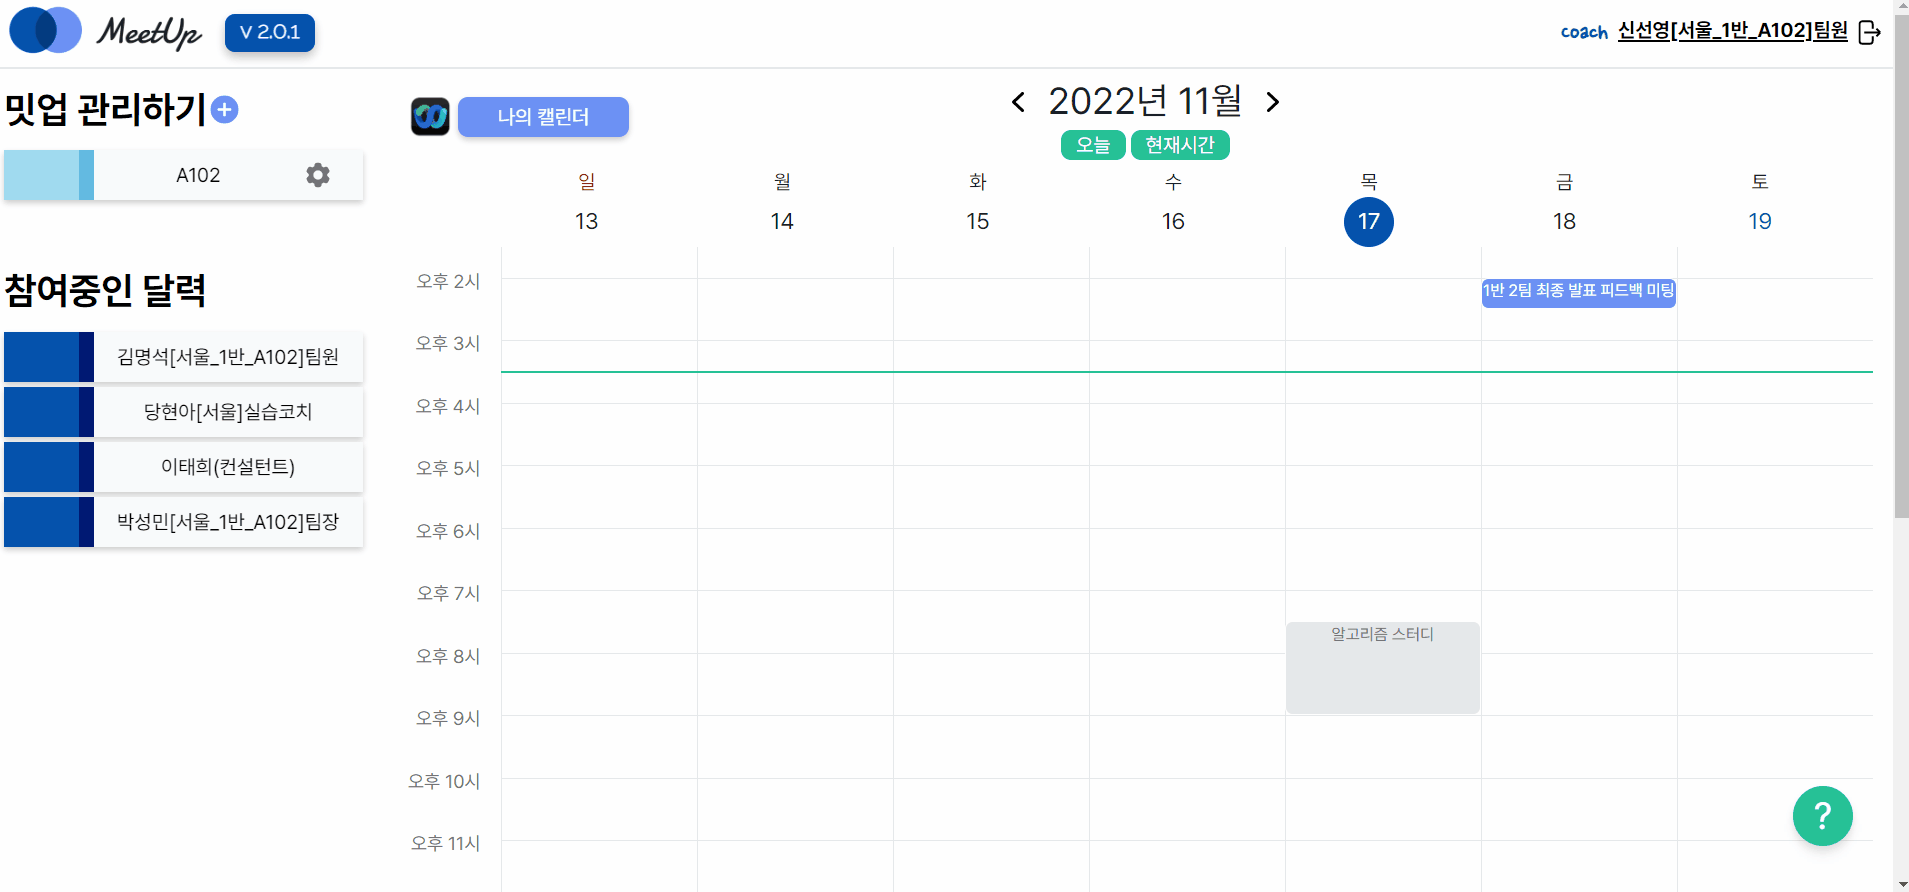 MeetUp
V 2.0.1
coach 신선영[서울_1반_A102]팀원
밋업 관리하기
A102
참여중인 달력
김명석[서울_1반_A102]팀원
당현아[서울]실습코치
이태희(컨설턴트)
박성민[서울_1반_A102]팀장
나의 캘린더
2022년 11월
오늘 현재시간
일 월 화 수 목 금 토
13 14 15 16 17 18 19
오후 2시
1반 2팀 최종 발표 피드백 미팅
오후 3시
오후 4시
오후 5시
오후 6시
오후 7시
알고리즘 스터디
오후 8시
오후 9시
오후 10시
오후 11시
?